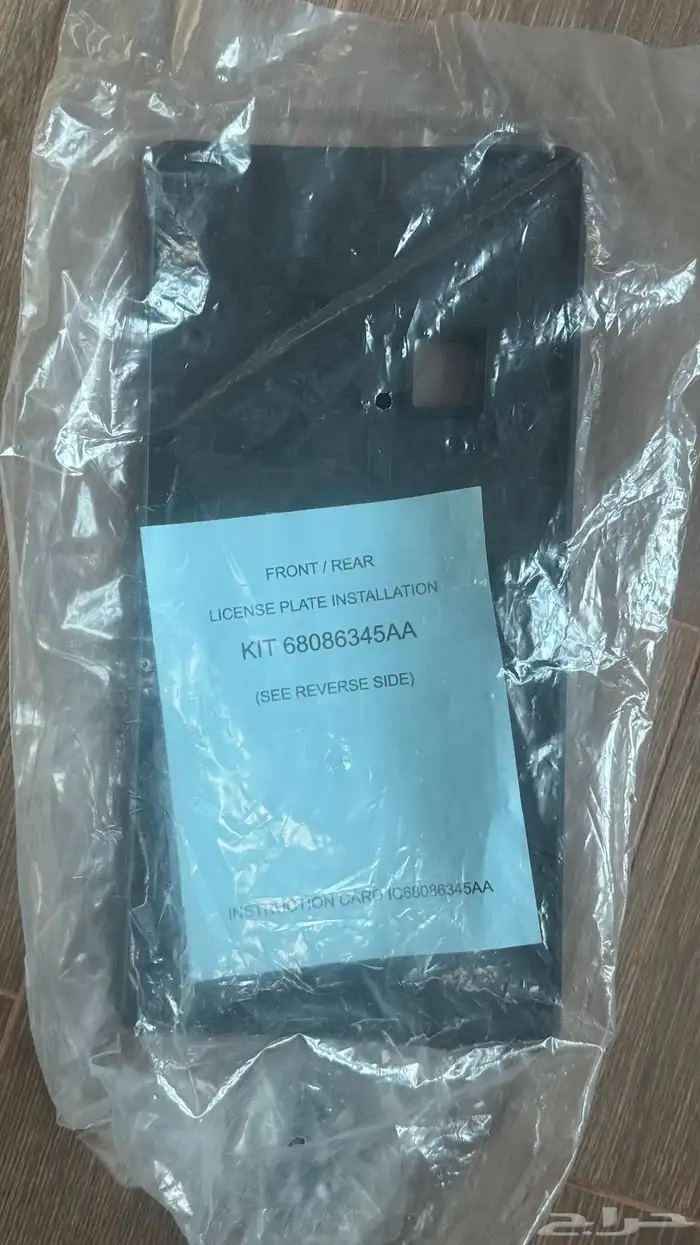 FRONT / REAR
LICENSE PLATE INSTALLATION
KIT 68086345AA
(SEE REVERSE SIDE)
INSTRUCTION CARD IC68086345AA
حراج